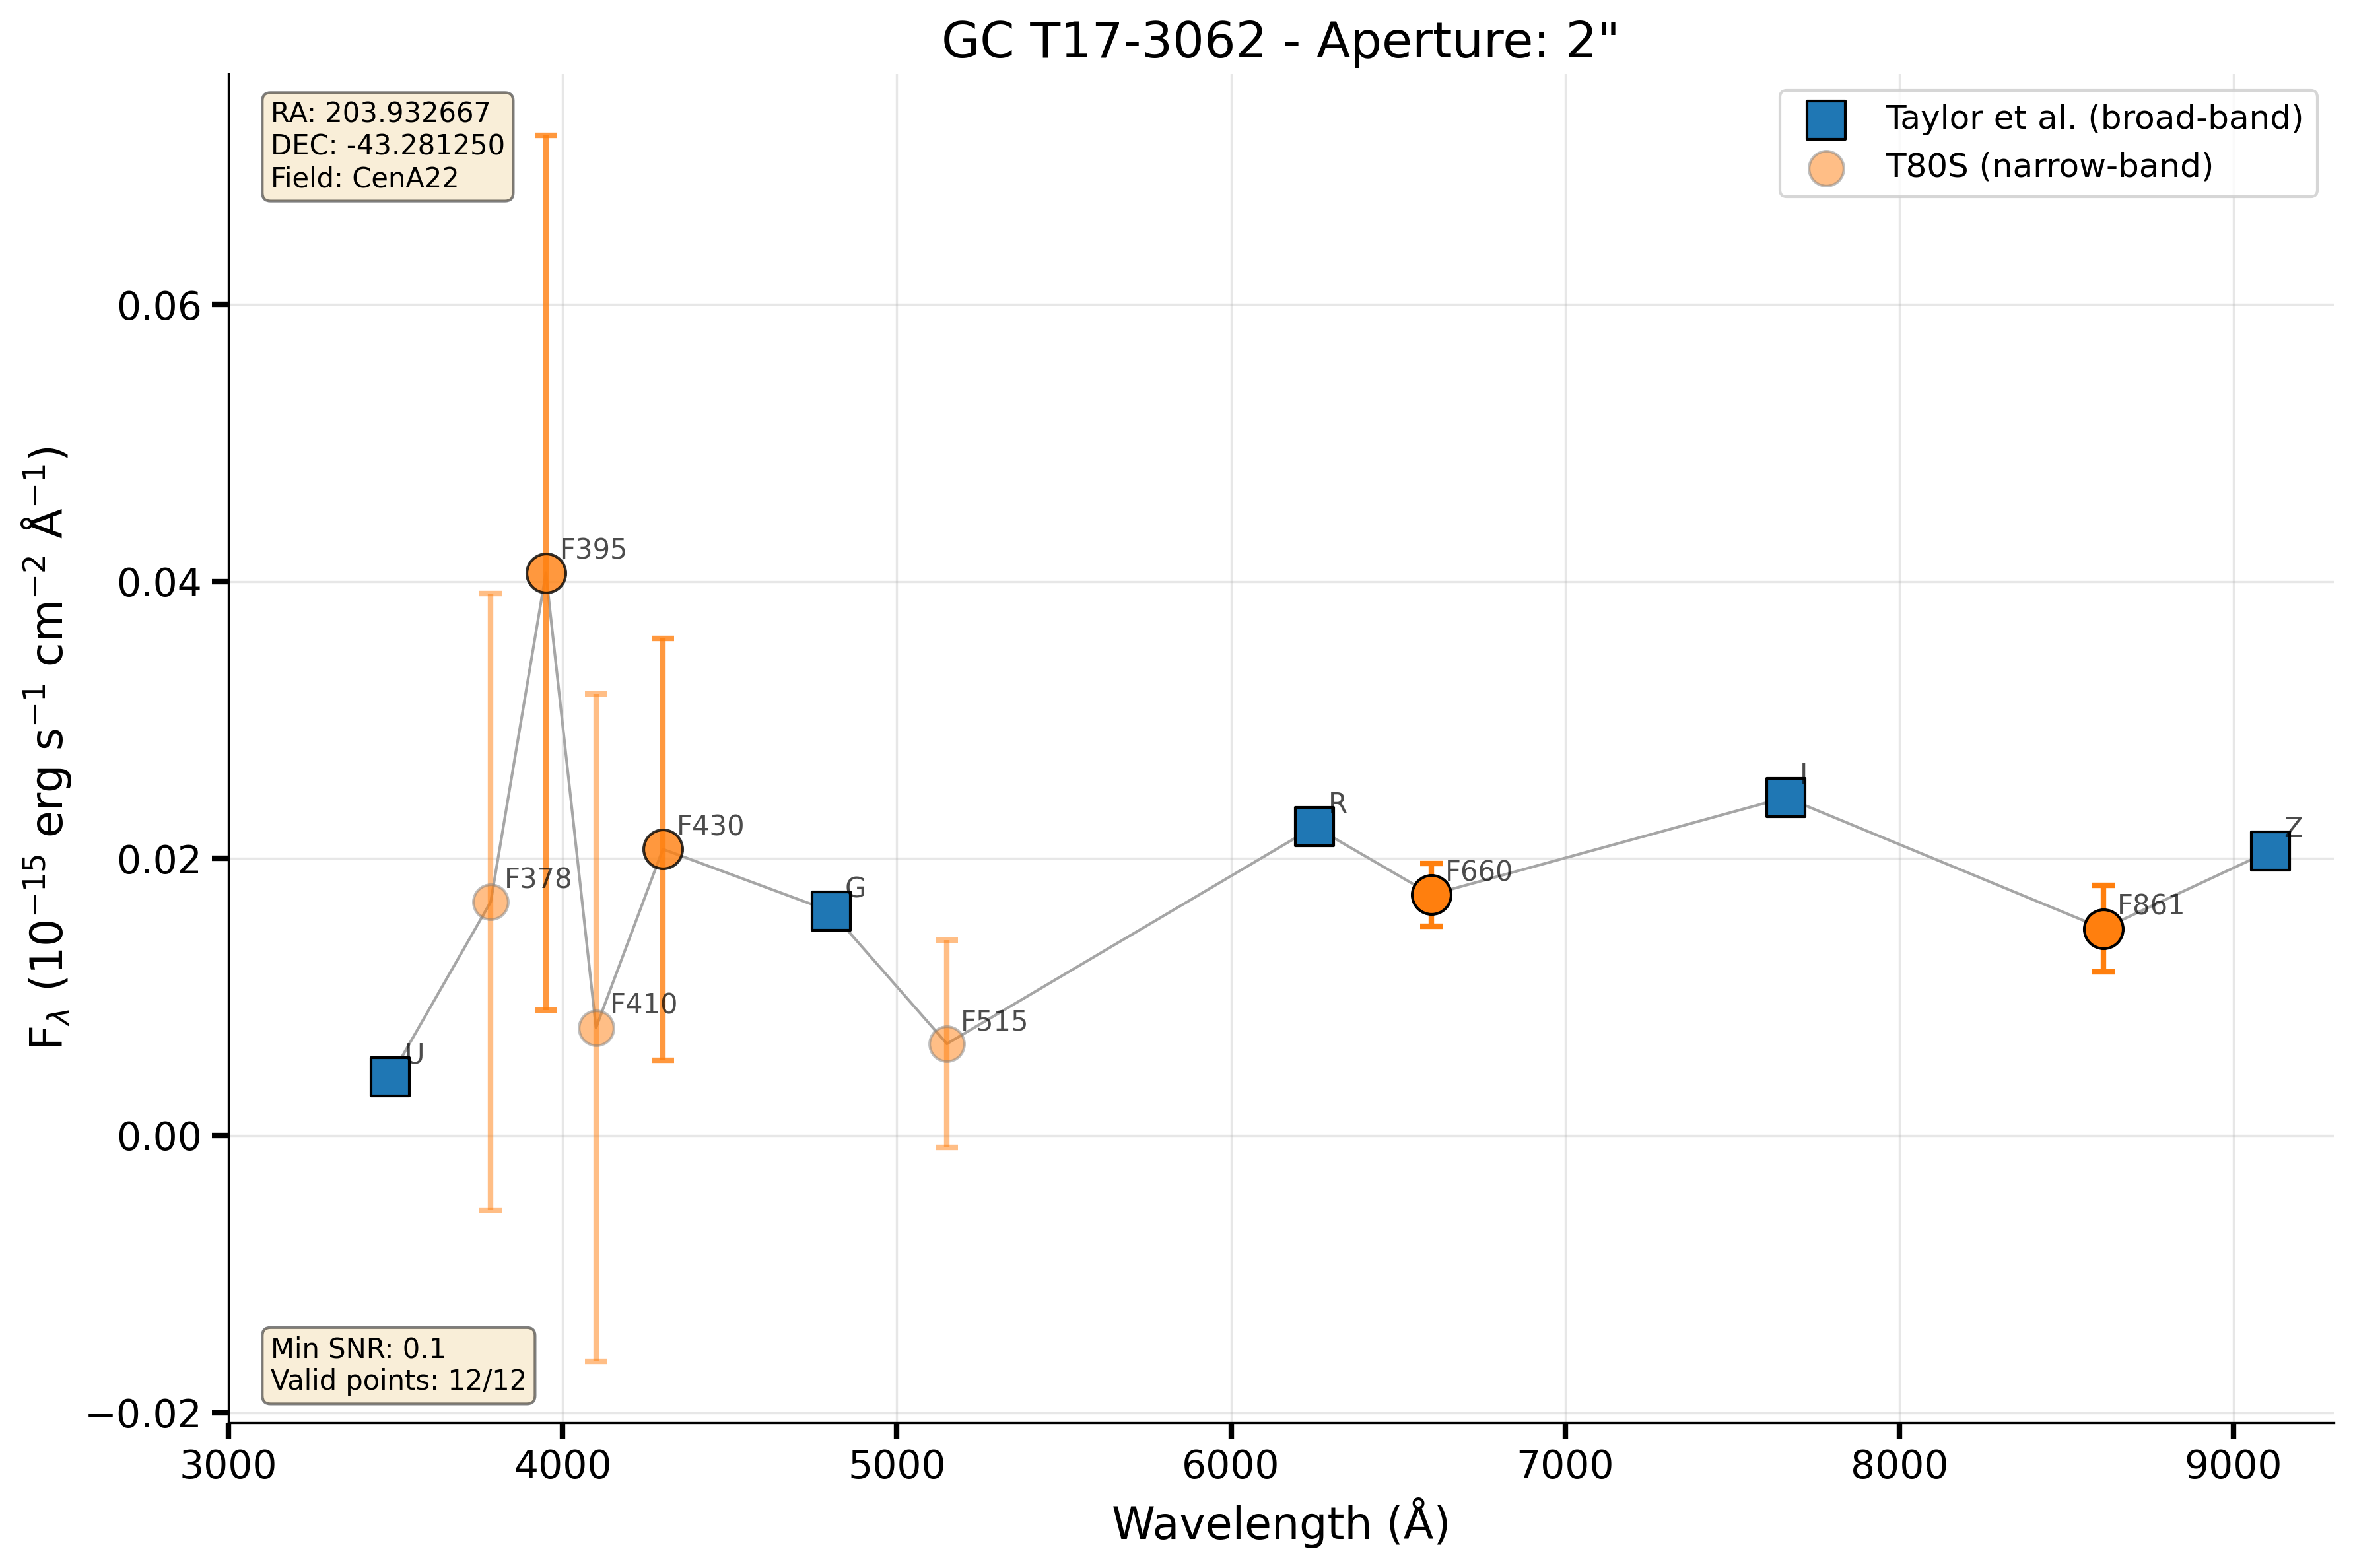 GC T17-3062 - Aperture: 2"
RA: 203.932667
DEC: -43.281250
Field: CenA22
Taylor et al. (broad-band)
T80S (narrow-band)
F395
F378
F430
F410
U
G
F515
R
F660
I
F861
Z
Min SNR: 0.1
Valid points: 12/12
0.06
0.04
0.02
0.00
−0.02
3000 4000 5000 6000 7000 8000 9000
Wavelength (Å)
F_λ (10⁻¹⁵ erg s⁻¹ cm⁻² Å⁻¹)